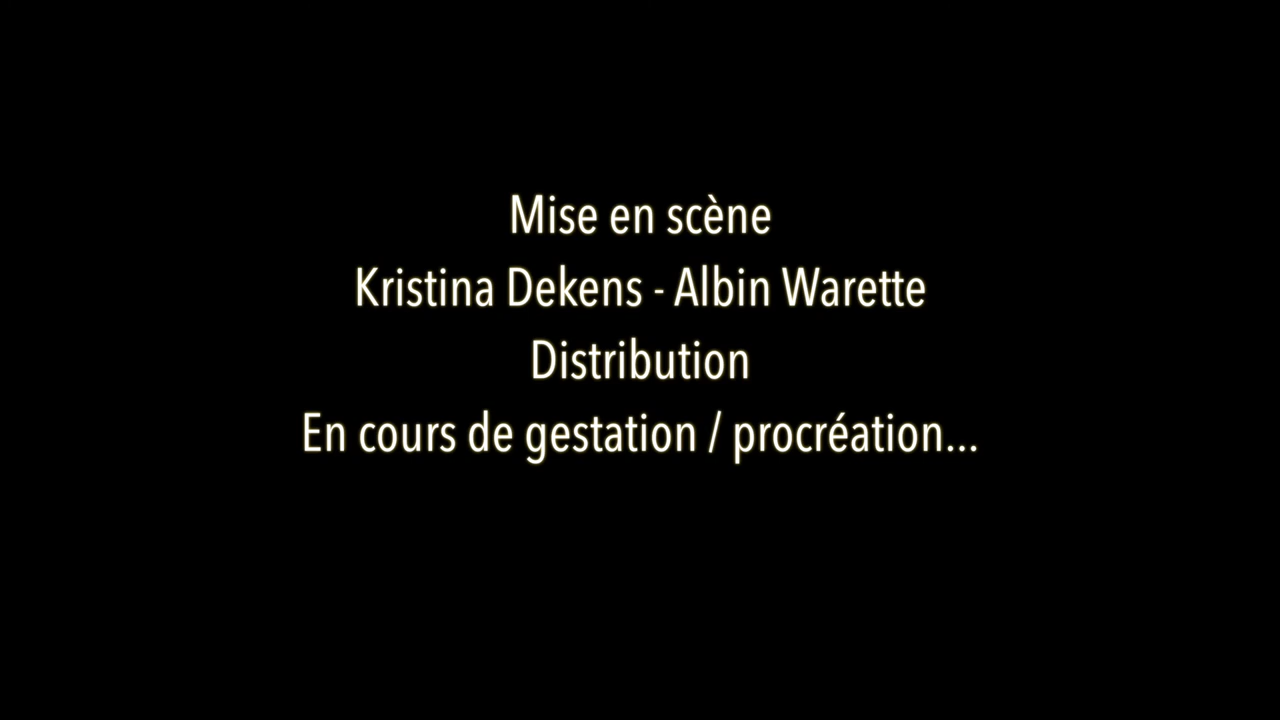 Mise en scène
Kristina Dekens - Albin Warette
Distribution
En cours de gestation / procréation...